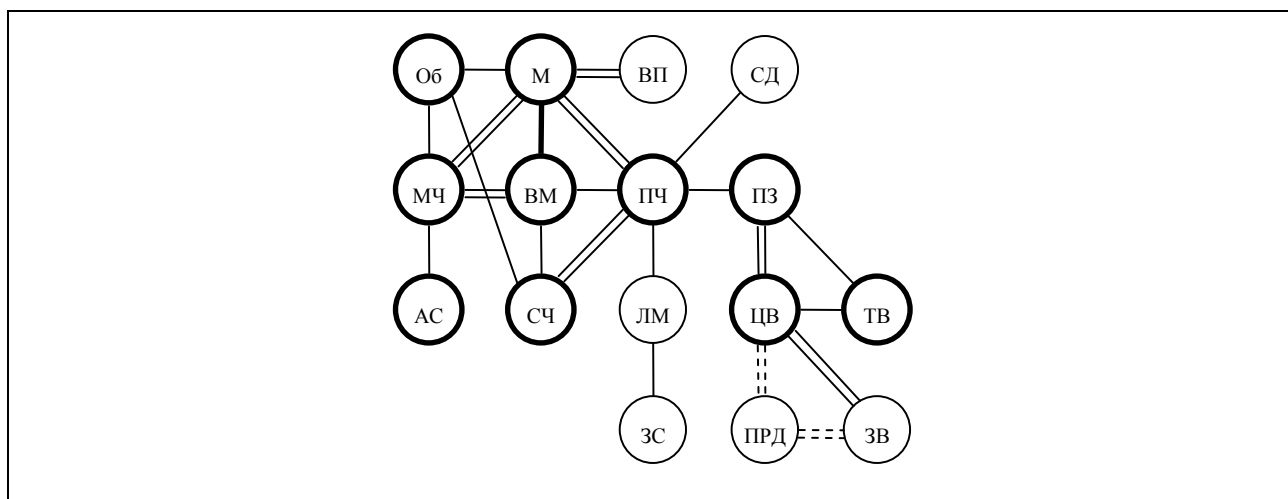 Об М ВП СД
МЧ ВМ ПЧ ПЗ
АС СЧ ЛМ ЦВ ТВ
ЗС ПРД ЗВ